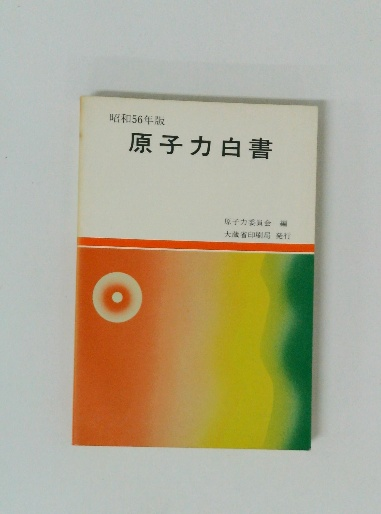 昭和56年版
原子力白書
原子力委員会 編
大蔵省印刷局 発行